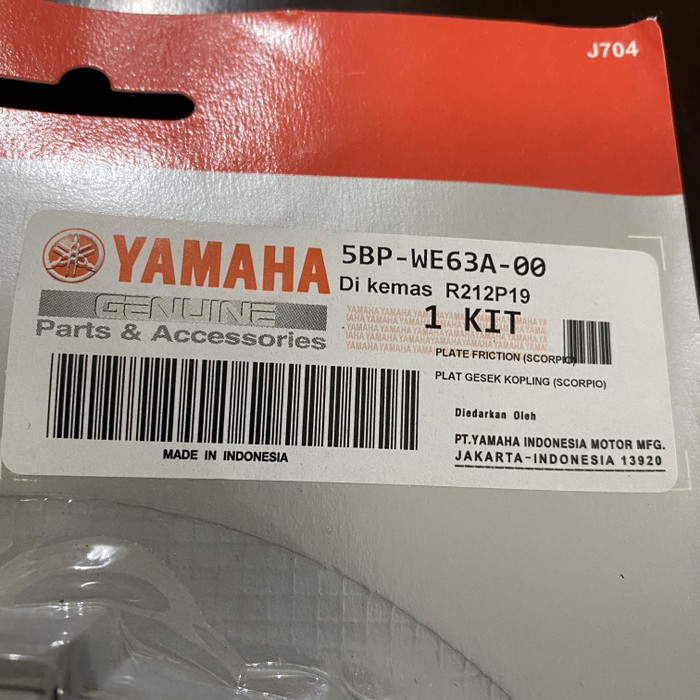 J704
YAMAHA
GENUINE
Parts & Accessories
5BP-WE63A-00
Di kemas R212P19
1 KIT
PLATE FRICTION (SCORPIO)
PLAT GESEK KOPLING (SCORPIO)
Diedarkan Oleh
PT.YAMAHA INDONESIA MOTOR MFG.
JAKARTA-INDONESIA 13920
MADE IN INDONESIA